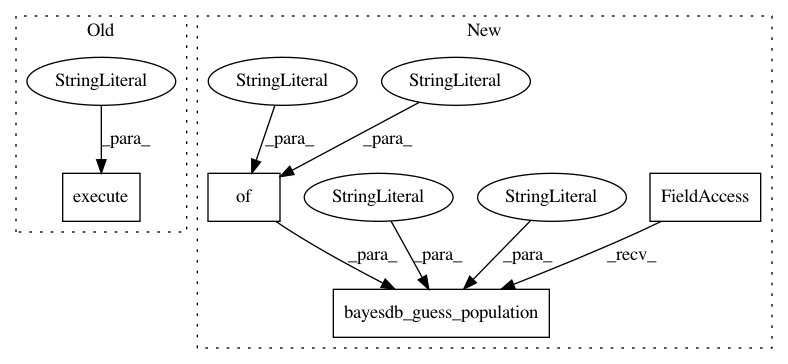 Old
New
StringLiteral
StringLiteral
StringLiteral
_para_
_para_
_para_
execute
of
StringLiteral
StringLiteral
FieldAccess
_para_
_para_
_para_
_recv_
bayesdb_guess_population